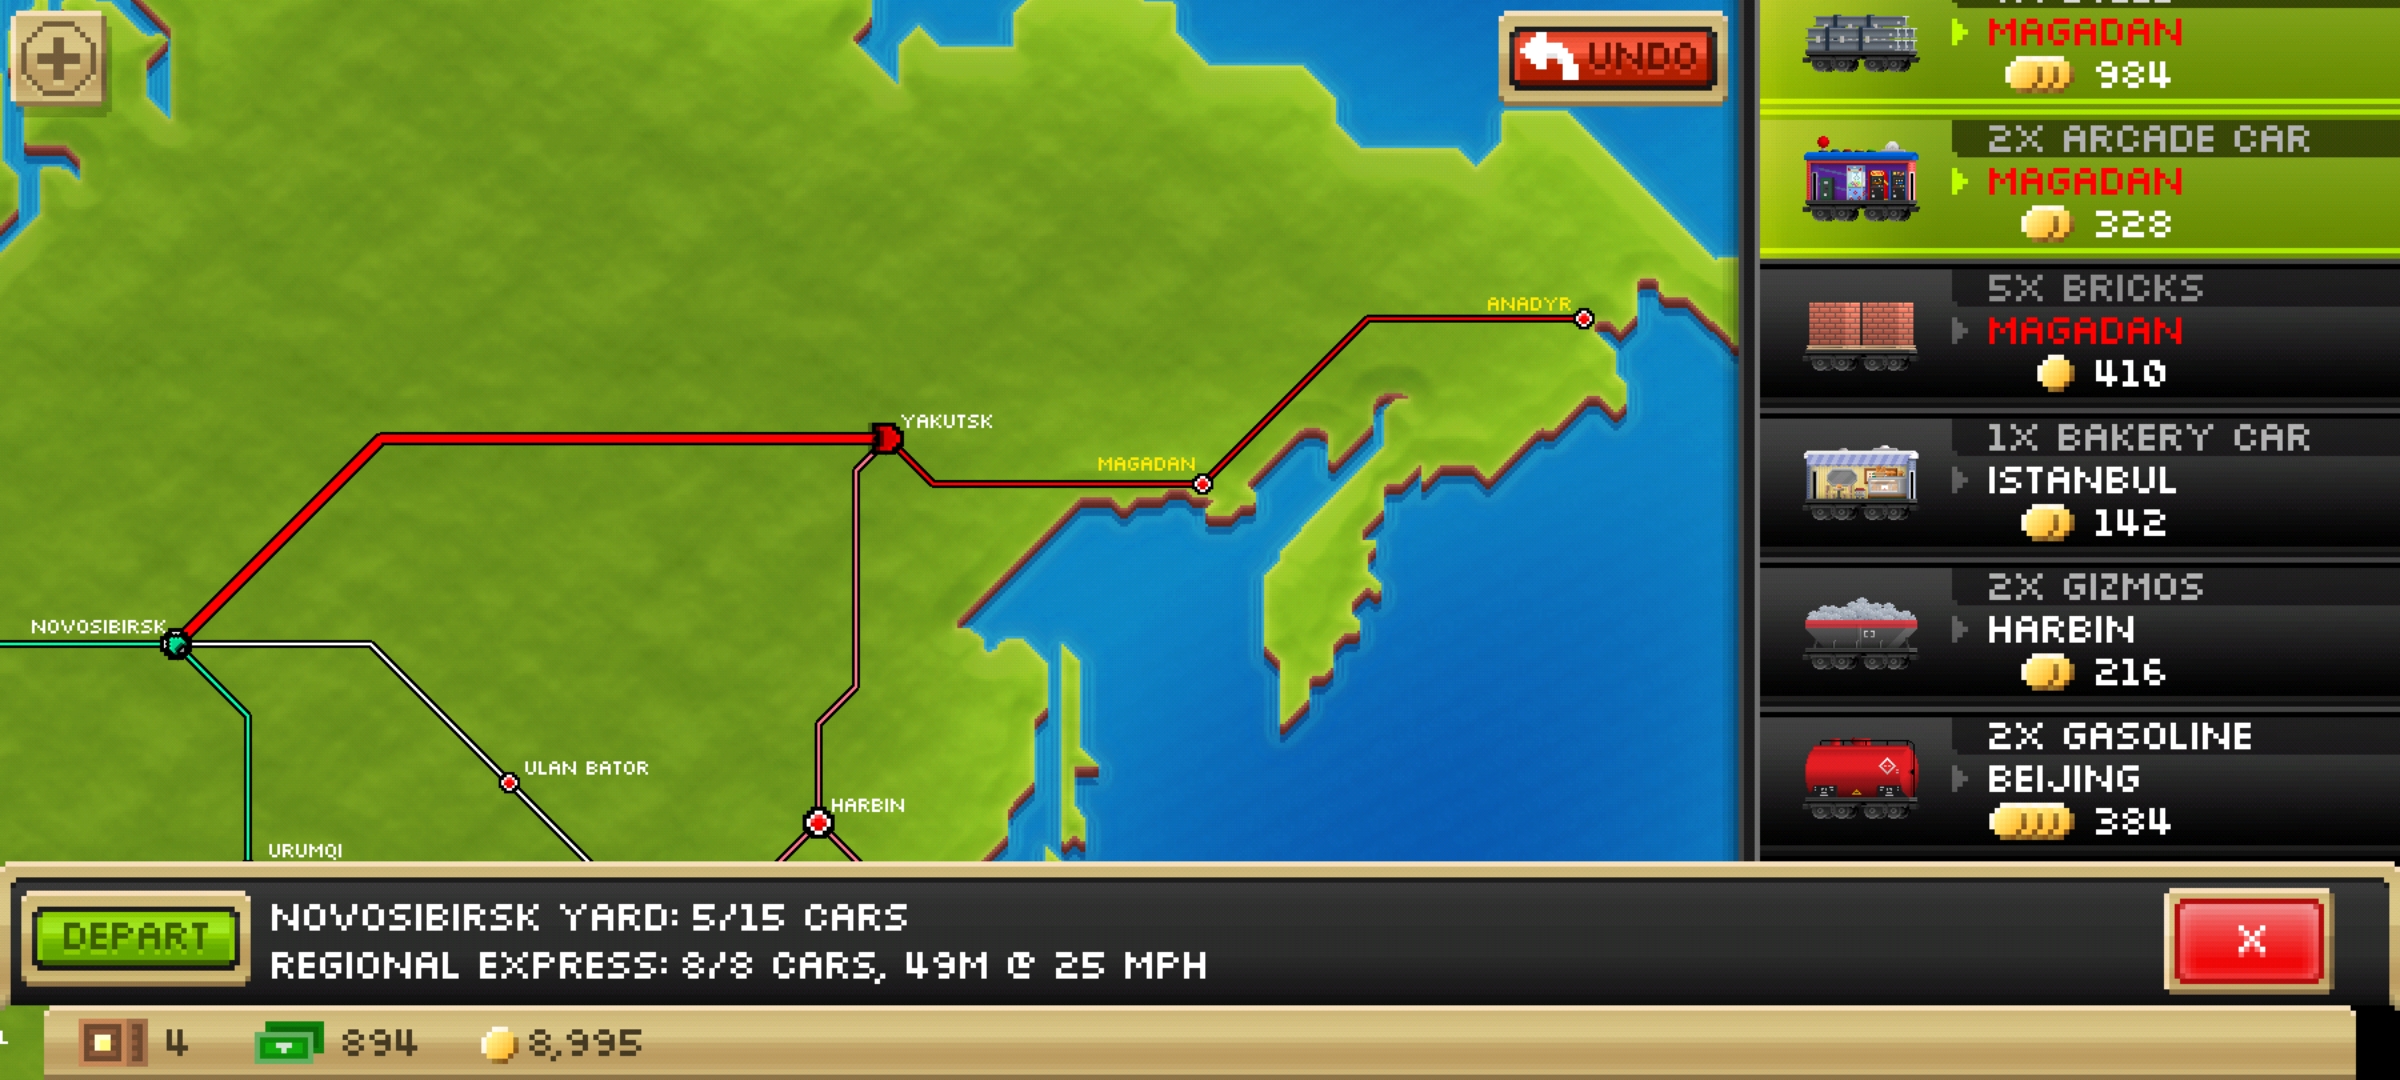 UNDO
MAGADAN
984
2X ARCADE CAR
MAGADAN
328
5X BRICKS
MAGADAN
410
1X BAKERY CAR
ISTANBUL
142
2X GIZMOS
HARBIN
216
2X GASOLINE
BEIJING
384
ANADYR
YAKUTSK
MAGADAN
NOVOSIBIRSK
ULAN BATOR
HARBIN
URUMQI
DEPART
NOVOSIBIRSK YARD: 5/15 CARS
REGIONAL EXPRESS: 8/8 CARS, 49M @ 25 MPH
X
4
894
8,995